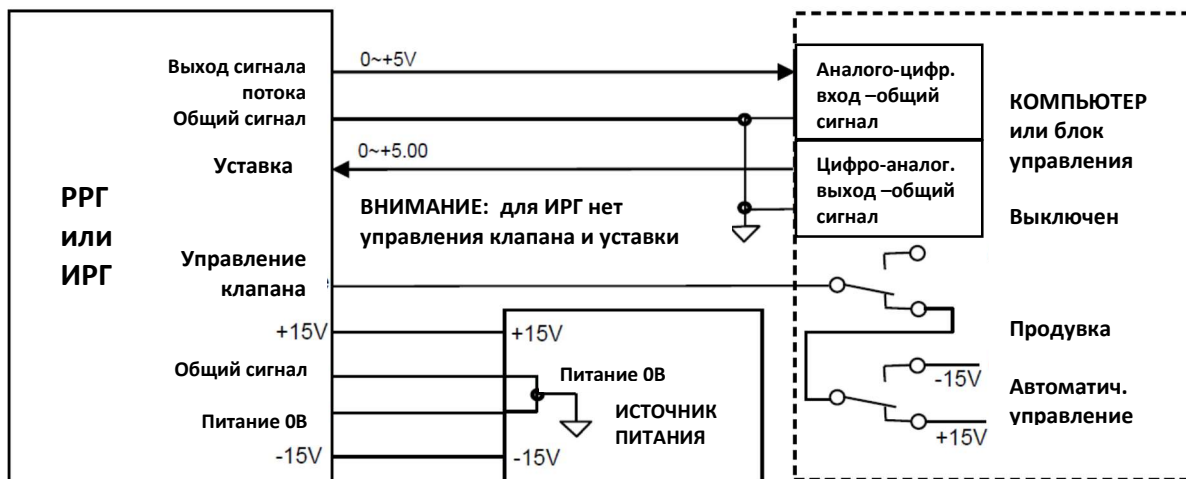 РРГ
или
ИРГ
Выход сигнала
потока
Общий сигнал
Уставка
Управление
клапана
+15V
Общий сигнал
Питание 0В
-15V
0~+5V
0~+5.00
ВНИМАНИЕ: для ИРГ нет
управления клапана и уставки
+15V
Питание 0В
ИСТОЧНИК
ПИТАНИЯ
-15V
Аналого-цифр.
вход –общий
сигнал
Цифро-аналог.
выход –общий
сигнал
КОМПЬЮТЕР
или блок
управления
Выключен
Продувка
-15V
Автоматич.
управление
+15V